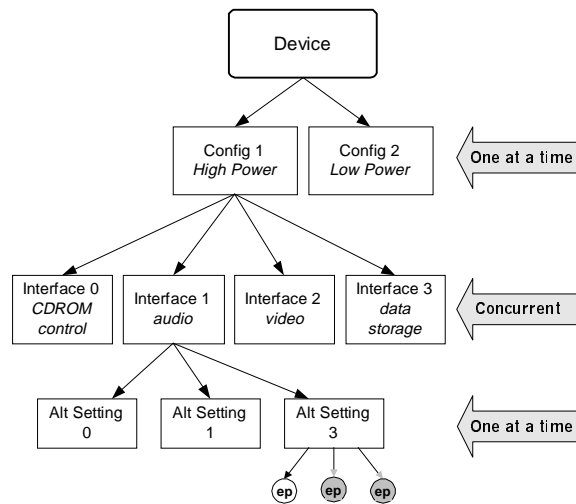 Device
Config 1
High Power
Config 2
Low Power
One at a time
Interface 0
CDROM
control
Interface 1
audio
Interface 2
video
Interface 3
data
storage
Concurrent
Alt Setting
0
Alt Setting
1
Alt Setting
3
One at a time
ep
ep
ep